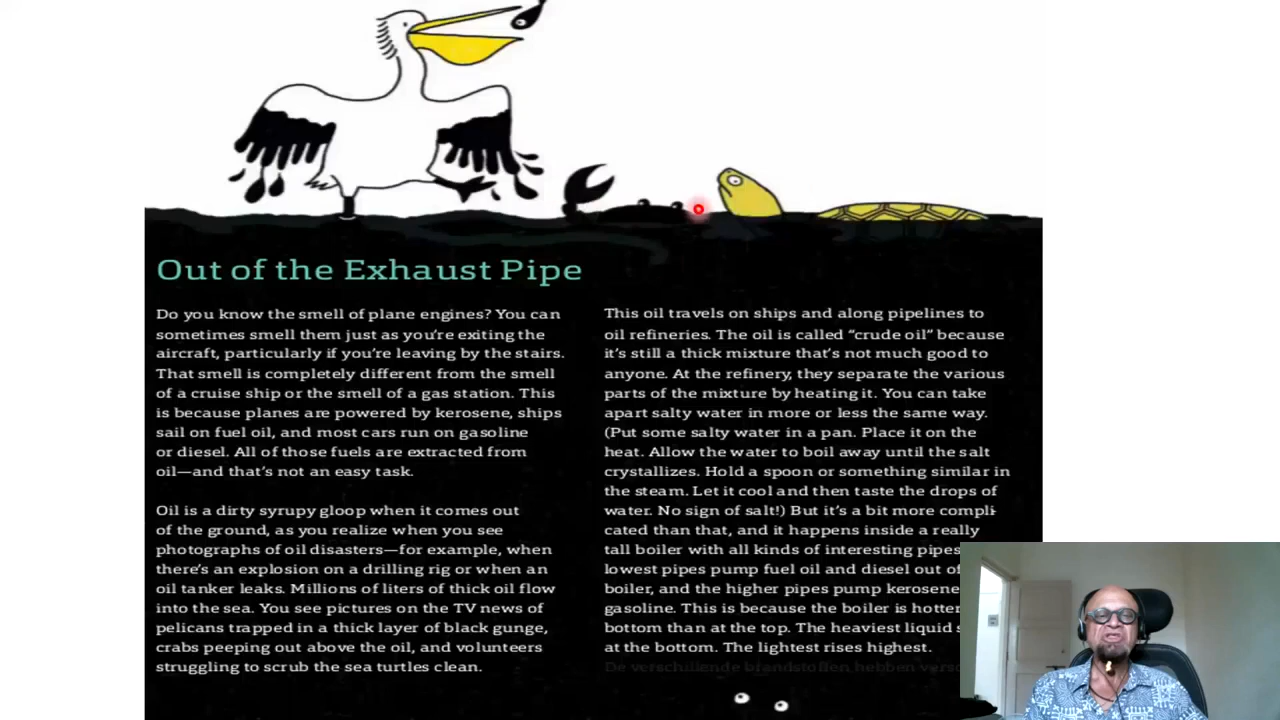 Out of the Exhaust Pipe
Do you know the smell of plane engines? You can
sometimes smell them just as you're exiting the
aircraft, particularly if you're leaving by the stairs.
That smell is completely different from the smell
of a cruise ship or the smell of a gas station. This
is because planes are powered by kerosene, ships
sail on fuel oil, and most cars run on gasoline
or diesel. All of those fuels are extracted from
oil—and that's not an easy task.
Oil is a dirty syrupy gloop when it comes out
of the ground, as you realize when you see
photographs of oil disasters—for example, when
there's an explosion on a drilling rig or when an
oil tanker leaks. Millions of liters of thick oil flow
into the sea. You see pictures on the TV news of
pelicans trapped in a thick layer of black gunge,
crabs peeping out above the oil, and volunteers
struggling to scrub the sea turtles clean.
This oil travels on ships and along pipelines to
oil refineries. The oil is called “crude oil” because
it's still a thick mixture that's not much good to
anyone. At the refinery, they separate the various
parts of the mixture by heating it. You can take
apart salty water in more or less the same way.
(Put some salty water in a pan. Place it on the
heat. Allow the water to boil away until the salt
crystallizes. Hold a spoon or something similar in
the steam. Let it cool and then taste the drops of
water. No sign of salt!) But it's a bit more compli-
cated than that, and it happens inside a really
tall boiler with all kinds of interesting pipes
lowest pipes pump fuel oil and diesel out of
boiler, and the higher pipes pump kerosene
gasoline. This is because the boiler is hotter
bottom than at the top. The heaviest liquid
at the bottom. The lightest rises highest.
De verschillende brandstoffen hebben